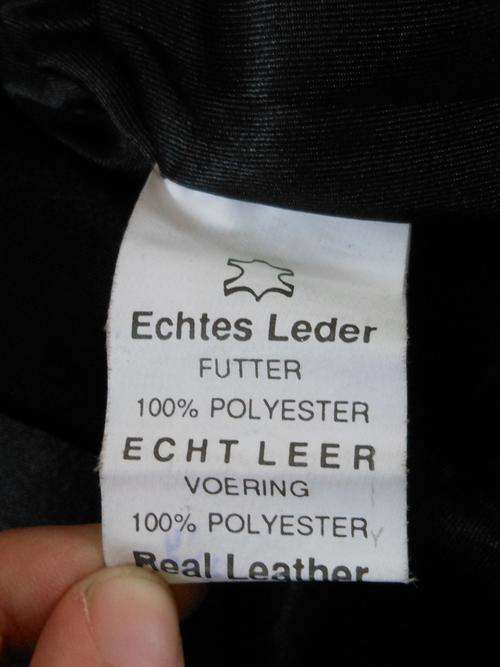 Echtes Leder
FUTTER
100% POLYESTER
ECHT LEER
VOERING
100% POLYESTER
Real Leather